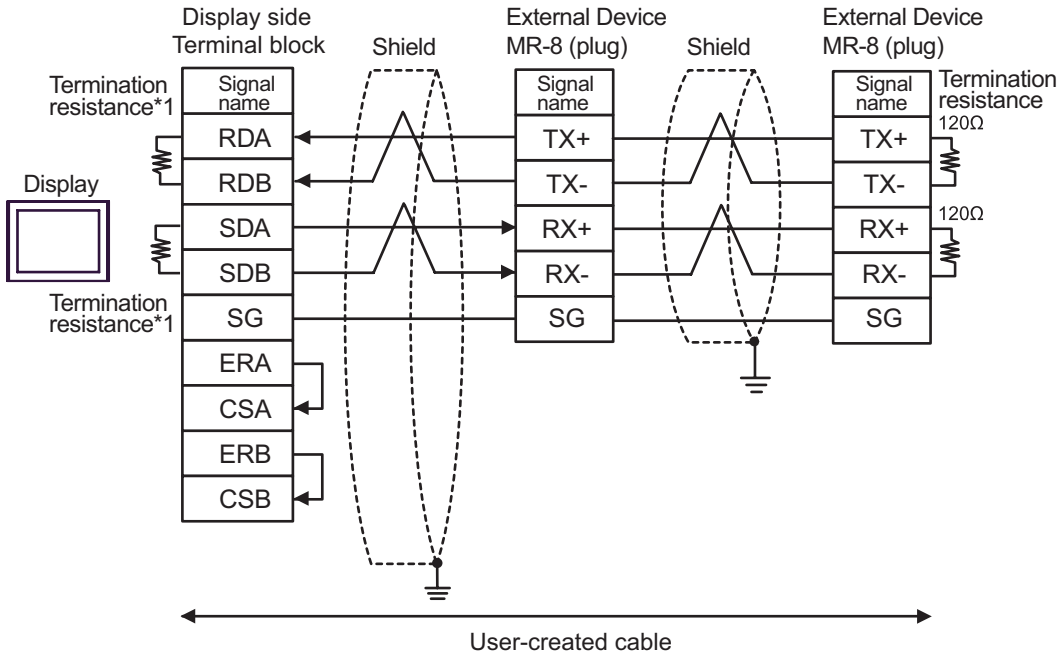 Display side
Terminal block
Shield
External Device
MR-8 (plug)
Shield
External Device
MR-8 (plug)
Termination
resistance*1
Signal
name
Signal
name
Signal
name
Termination
resistance
RDA
TX+
TX+
120Ω
RDB
TX-
TX-
Display
SDA
RX+
RX+
120Ω
SDB
RX-
RX-
Termination
resistance*1
SG
SG
SG
ERA
CSA
ERB
CSB
User-created cable